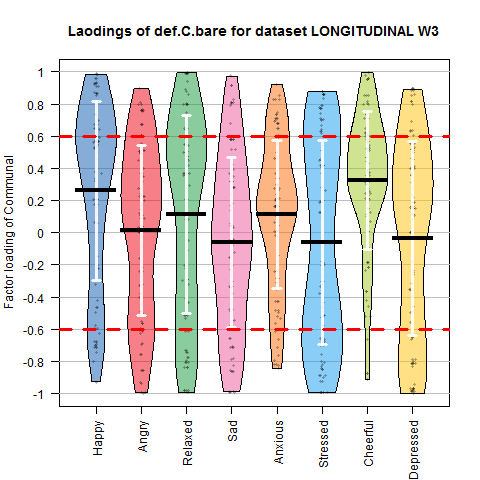 Laodings of def.C.bare for dataset LONGITUDINAL W3
Factor loading of Communal
1
0.8
0.6
0.4
0.2
0
-0.2
-0.4
-0.6
-0.8
-1
Happy
Angry
Relaxed
Sad
Anxious
Stressed
Cheerful
Depressed